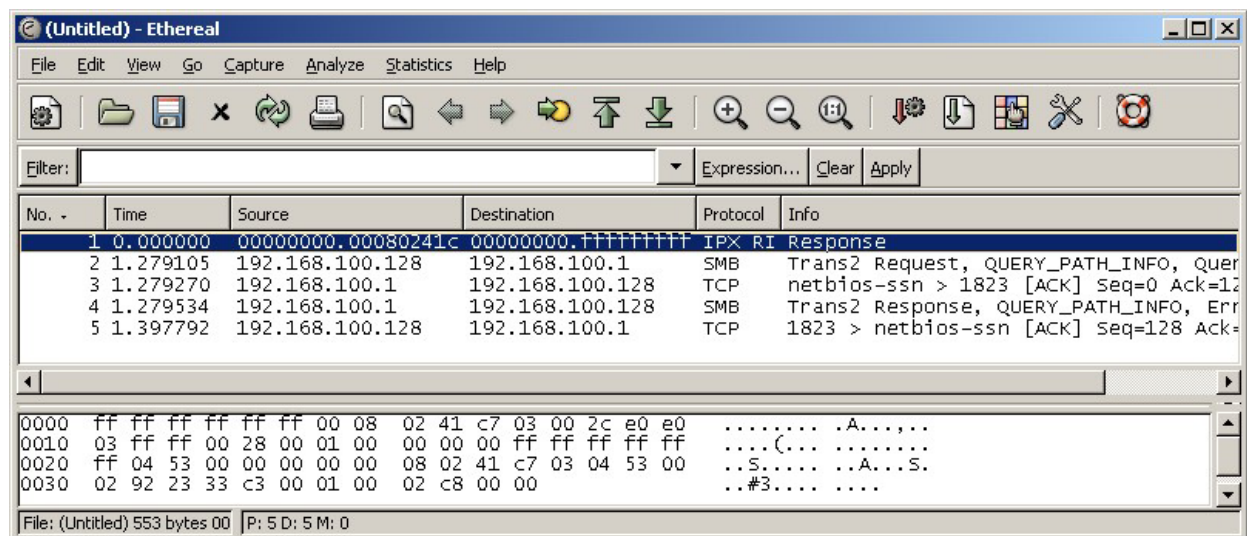 (Untitled) - Ethereal
File Edit View Go Capture Analyze Statistics Help
Filter: Expression... Clear Apply
No. Time Source Destination Protocol Info
1 0.000000 00000000.00080241c 00000000.fffffffff IPX RI Response
2 1.279105 192.168.100.128 192.168.100.1 SMB Trans2 Request, QUERY_PATH_INFO, Quer
3 1.279270 192.168.100.1 192.168.100.128 TCP netbios-ssn > 1823 [ACK] Seq=0 Ack=12
4 1.279534 192.168.100.1 192.168.100.128 SMB Trans2 Response, QUERY_PATH_INFO, Err
5 1.397792 192.168.100.128 192.168.100.1 TCP 1823 > netbios-ssn [ACK] Seq=128 Ack=
0000 ff ff ff ff ff ff 00 08 02 41 c7 03 00 2c e0 e0 ........ .A...,..
0010 03 ff ff 00 28 00 01 00 00 00 00 ff ff ff ff ff ....(... ........
0020 ff 04 53 00 00 00 00 00 08 02 41 c7 03 04 53 00 ..S..... ..A...S.
0030 02 92 23 33 c3 00 01 00 02 c8 00 00 ..#3.... ....
File: (Untitled) 553 bytes 00 P: 5 D: 5 M: 0